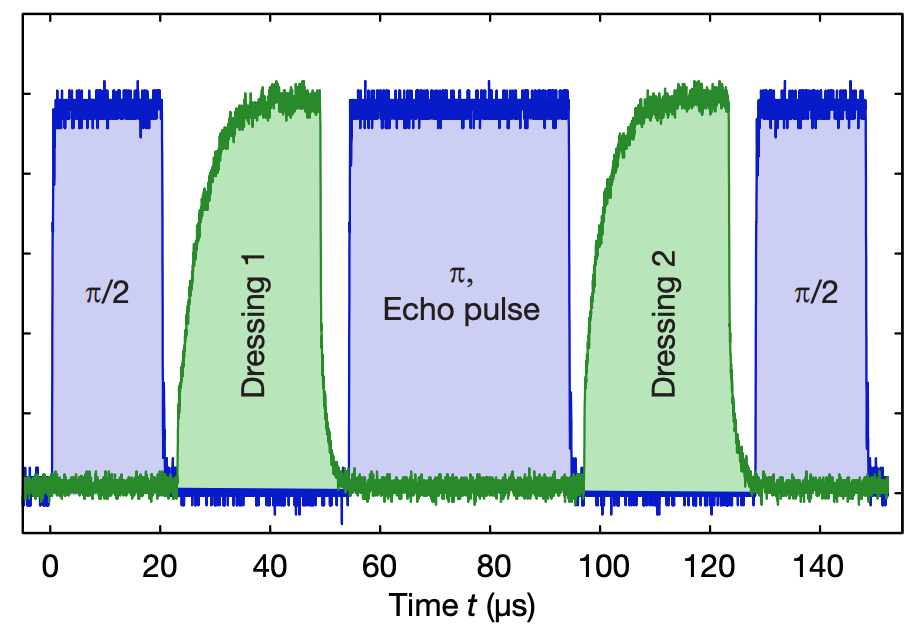 π/2
Dressing 1
π,
Echo pulse
Dressing 2
π/2
0 20 40 60 80 100 120 140
Time t (µs)